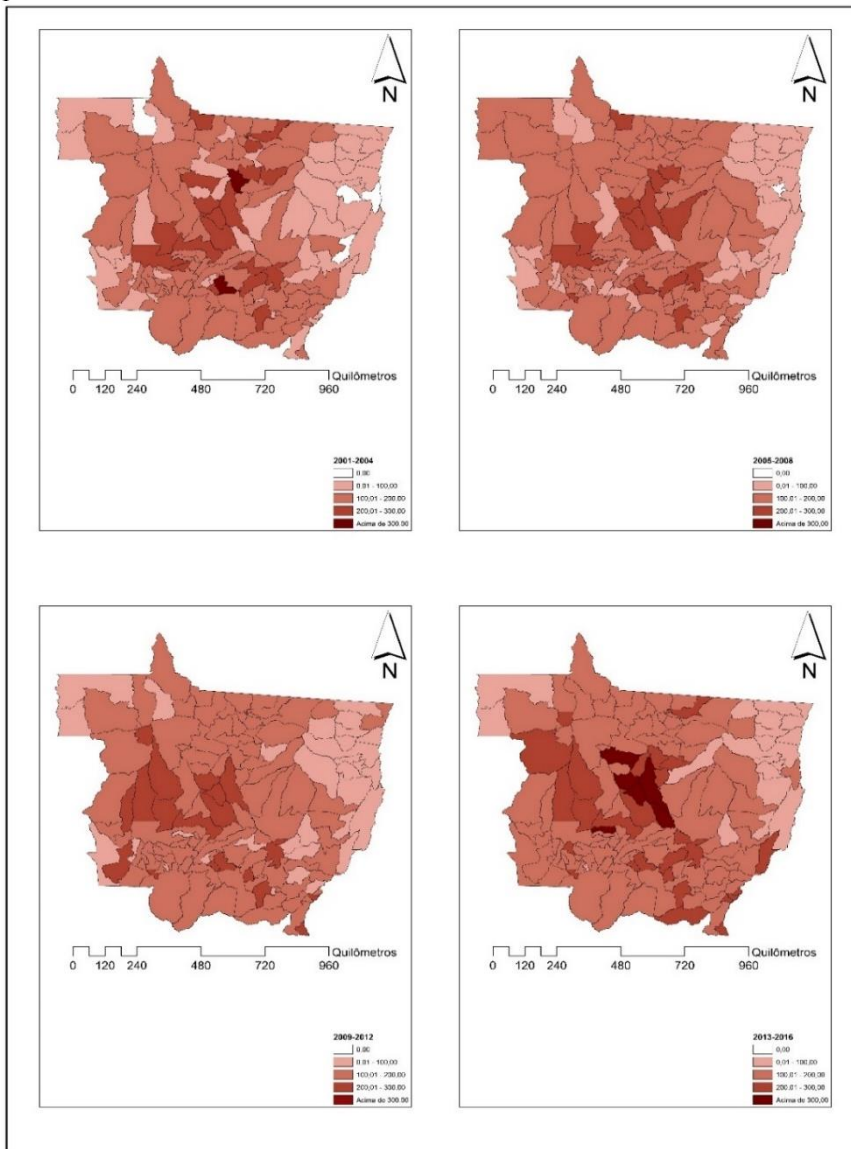 N
Quilômetros
0 120 240 480 720 960
2001-2004
0.00
0.01 - 100,00
100,01 - 200,00
200,01 - 300,00
Acima de 300.00
N
Quilômetros
0 120 240 480 720 960
2005-2008
0,00
0,01 - 100,00
100,01 - 200,00
200,01 - 300,00
Acima de 300,00
N
Quilômetros
0 120 240 480 720 960
2009-2012
0.00
0.01 - 100,00
100,01 - 200,00
200,01 - 300,00
Acima de 300.00
N
Quilômetros
0 120 240 480 720 960
2013-2016
0,00
0,01 - 100,00
100,01 - 200,00
200,01 - 300,00
Acima de 300,00